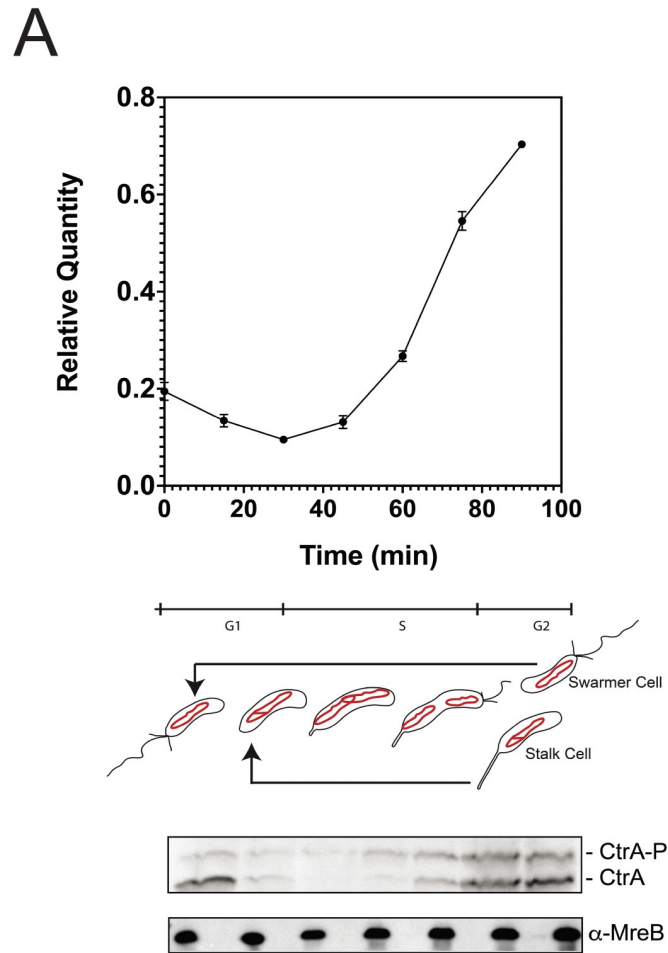 A
0.8
0.6
0.4
0.2
0.0
Relative Quantity
0 20 40 60 80 100
Time (min)
G1 S G2
Swarmer Cell
Stalk Cell
- CtrA-P
- CtrA
α-MreB